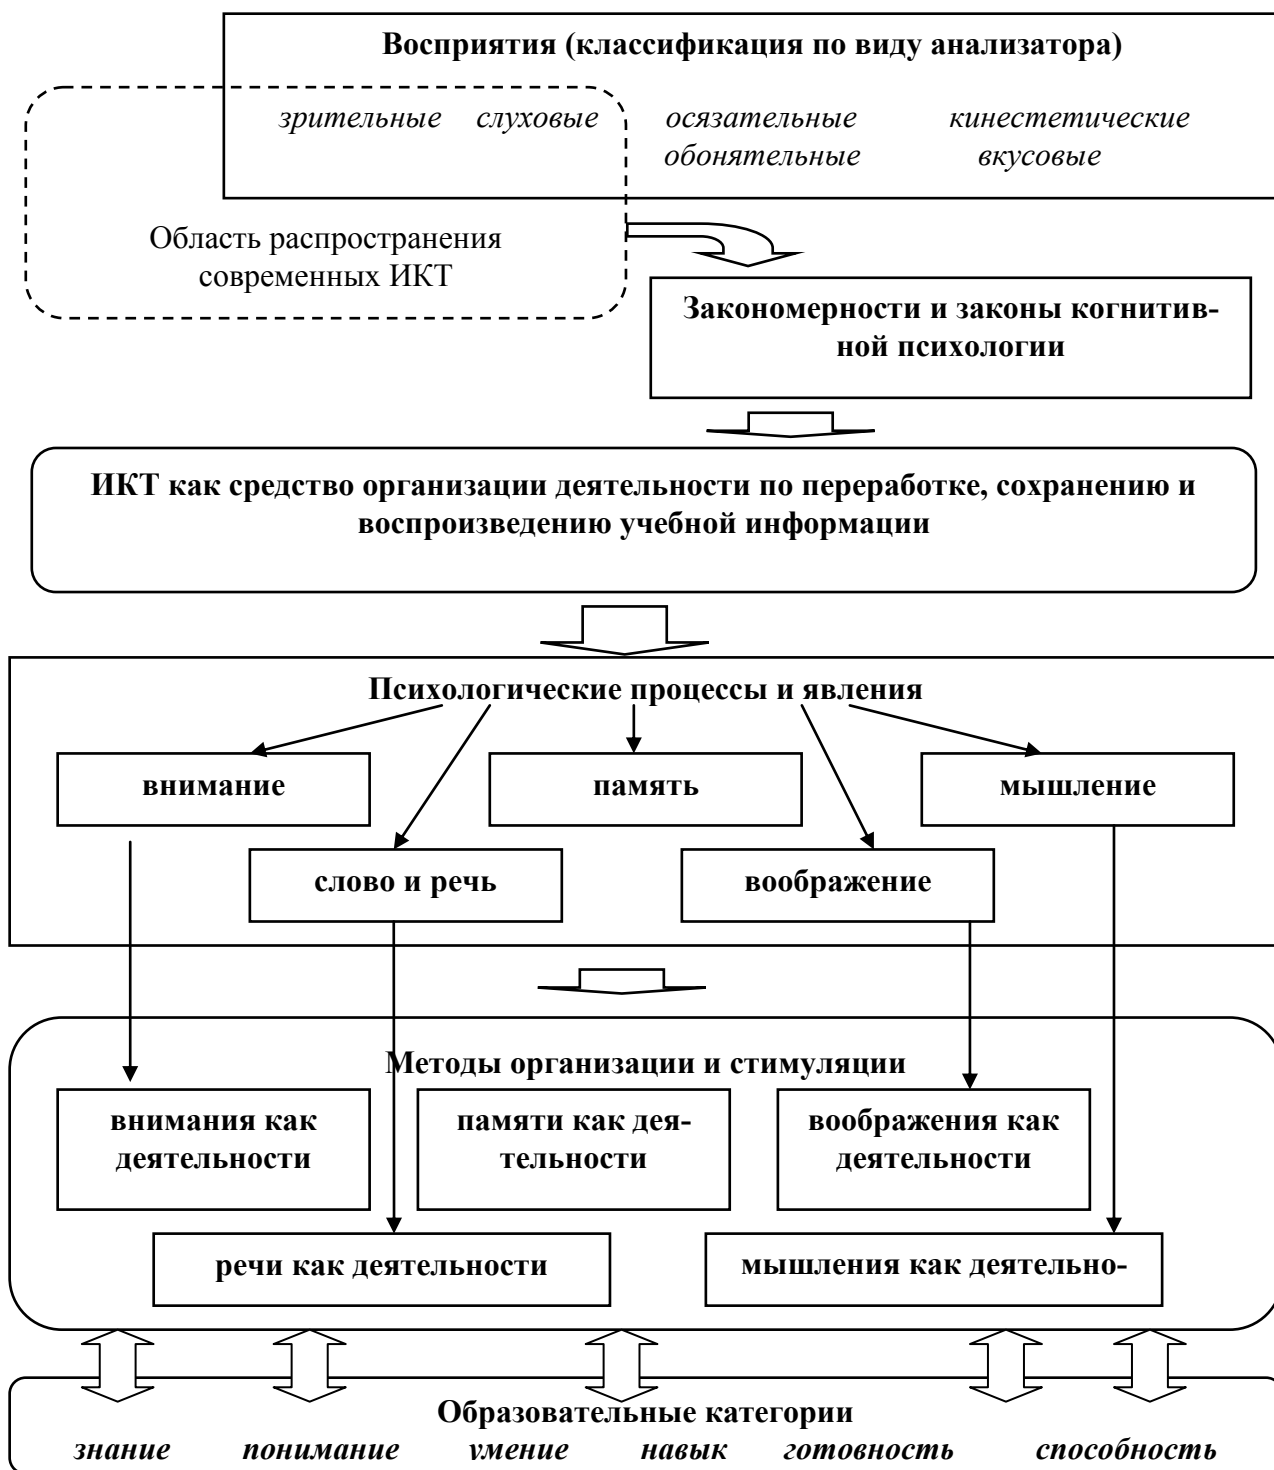 Восприятия (классификация по виду анализатора)
зрительные слуховые осязательные кинестетические
обонятельные вкусовые
Область распространения
современных ИКТ
Закономерности и законы когнитив-
ной психологии
ИКТ как средство организации деятельности по переработке, сохранению и
воспроизведению учебной информации
Психологические процессы и явления
внимание
память
мышление
слово и речь
воображение
Методы организации и стимуляции
внимания как
деятельности
памяти как дея-
тельности
воображения как
деятельности
речи как деятельности
мышления как деятельно-
Образовательные категории
знание понимание умение навык готовность способность